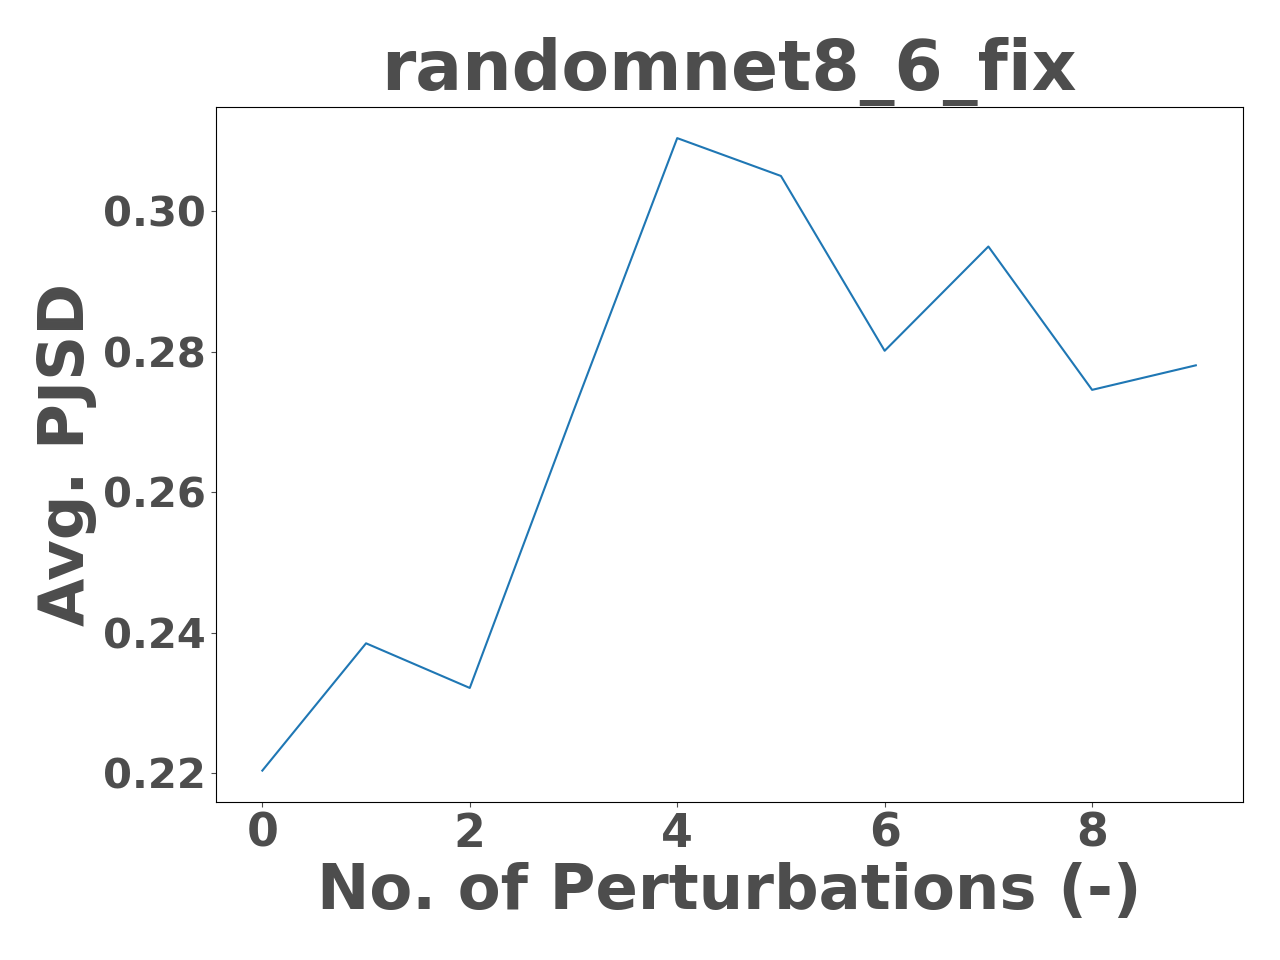 randomnet8_6_fix
0.30
0.28
0.26
0.24
0.22
Avg. PJSD
0 2 4 6 8
No. of Perturbations (-)